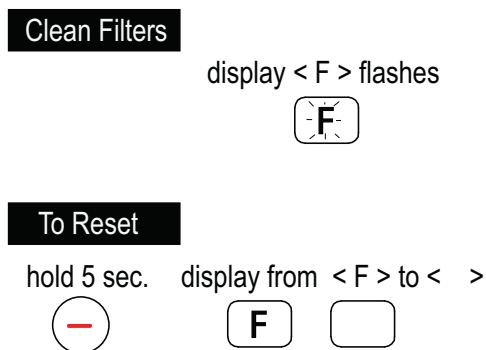 Clean Filters
display < F > flashes
F
To Reset
hold 5 sec. display from < F > to < >
– F